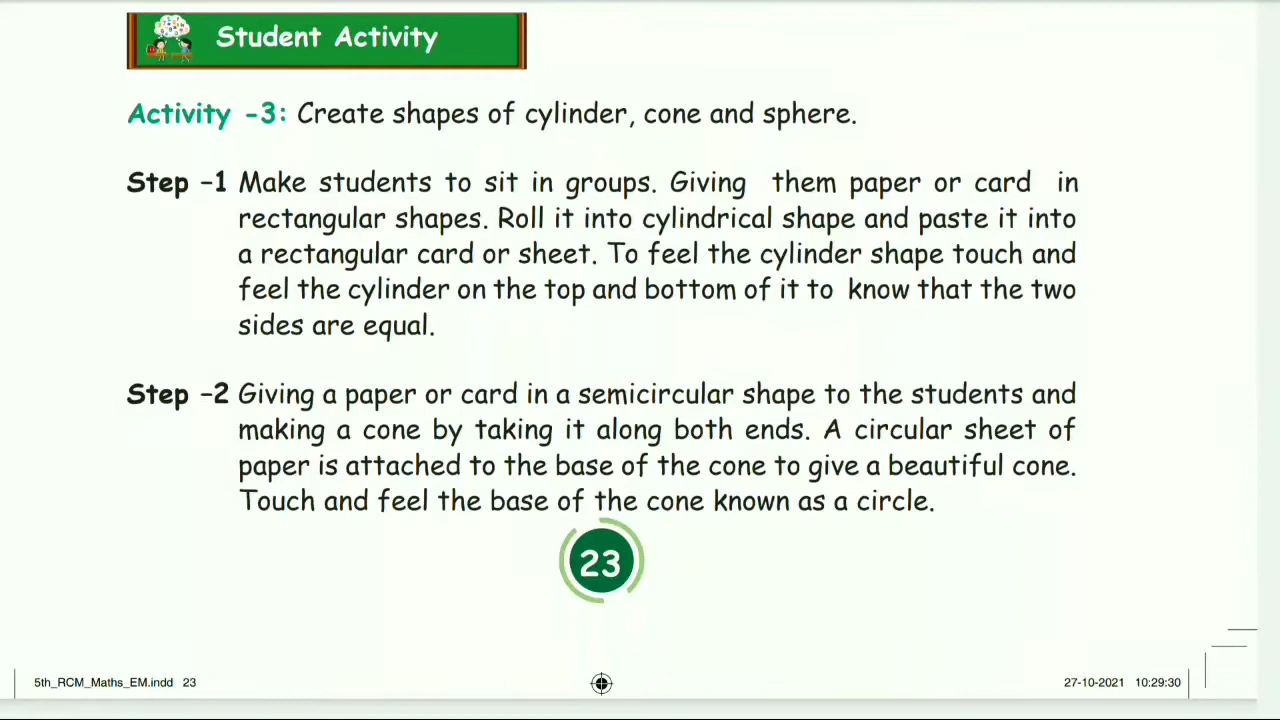 Student Activity
Activity -3: Create shapes of cylinder, cone and sphere.
Step -1 Make students to sit in groups. Giving them paper or card in
rectangular shapes. Roll it into cylindrical shape and paste it into
a rectangular card or sheet. To feel the cylinder shape touch and
feel the cylinder on the top and bottom of it to know that the two
sides are equal.
Step -2 Giving a paper or card in a semicircular shape to the students and
making a cone by taking it along both ends. A circular sheet of
paper is attached to the base of the cone to give a beautiful cone.
Touch and feel the base of the cone known as a circle.
23
5th_RCM_Maths_EM.indd 23
27-10-2021 10:29:30